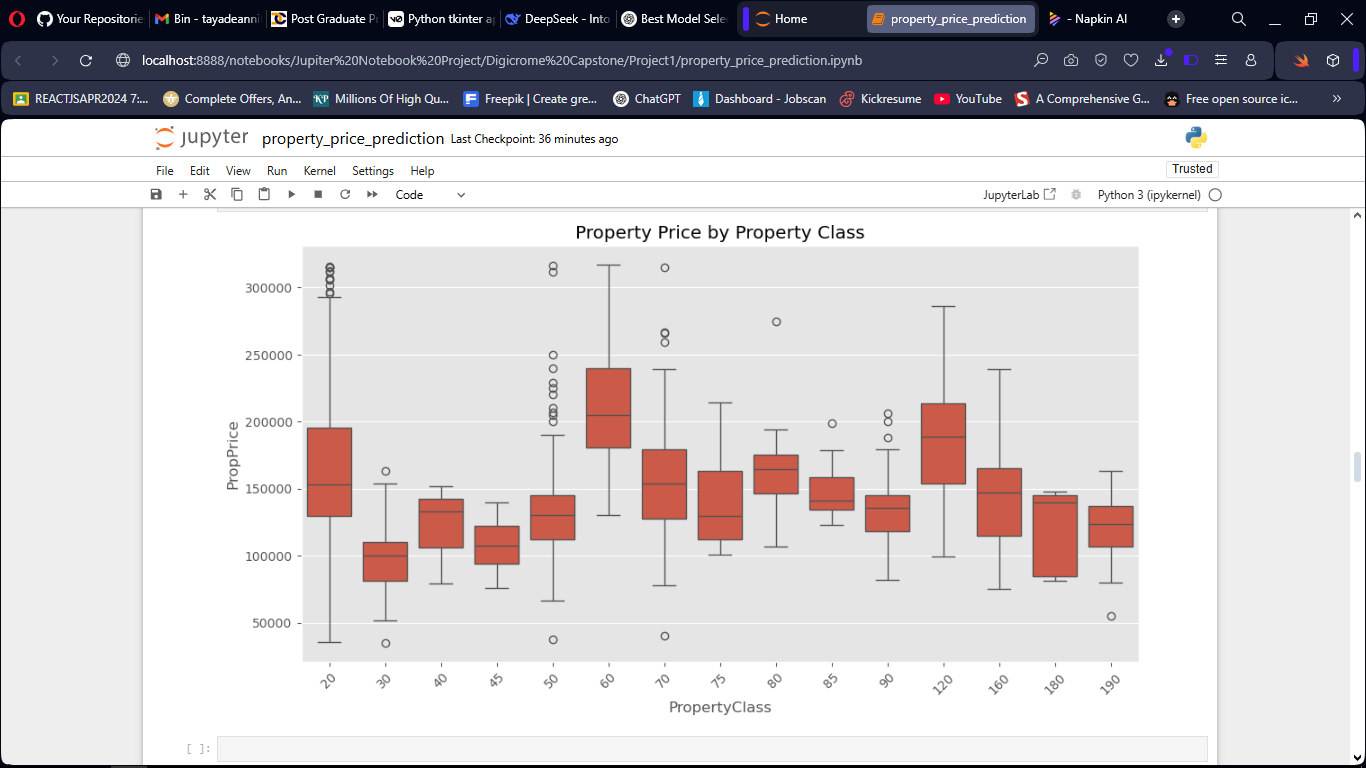 Your Repositorie
Bin - tayadeanni
Post Graduate P
Python tkinter ap
DeepSeek - Into
Best Model Sele
Home
property_price_prediction
- Napkin AI
localhost:8888/notebooks/Jupiter%20Notebook%20Project/Digicrome%20Capstone/Project1/property_price_prediction.ipynb
REACTJSAPR2024 7:...
Complete Offers, An...
Millions Of High Qu...
Freepik | Create gre...
ChatGPT
Dashboard - Jobscan
Kickresume
YouTube
A Comprehensive G...
Free open source ic...
jupyter property_price_prediction Last Checkpoint: 36 minutes ago
File Edit View Run Kernel Settings Help
Trusted
Code
JupyterLab
Python 3 (ipykernel)
Property Price by Property Class
PropPrice
300000
250000
200000
150000
100000
50000
20 30 40 45 50 60 70 75 80 85 90 120 160 180 190
PropertyClass
[ ]: